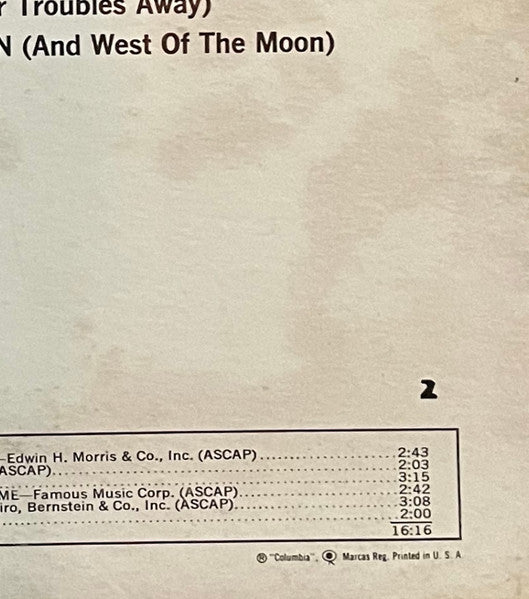 r Troubles Away)
N (And West Of The Moon)
2
—Edwin H. Morris & Co., Inc. (ASCAP)....................2:43
ASCAP)....................2:03
....................3:15
ME—Famous Music Corp. (ASCAP)....................2:42
iro, Bernstein & Co., Inc. (ASCAP)....................3:08
....................2:00
16:16
® "Columbia", Marcas Reg. Printed in U. S. A